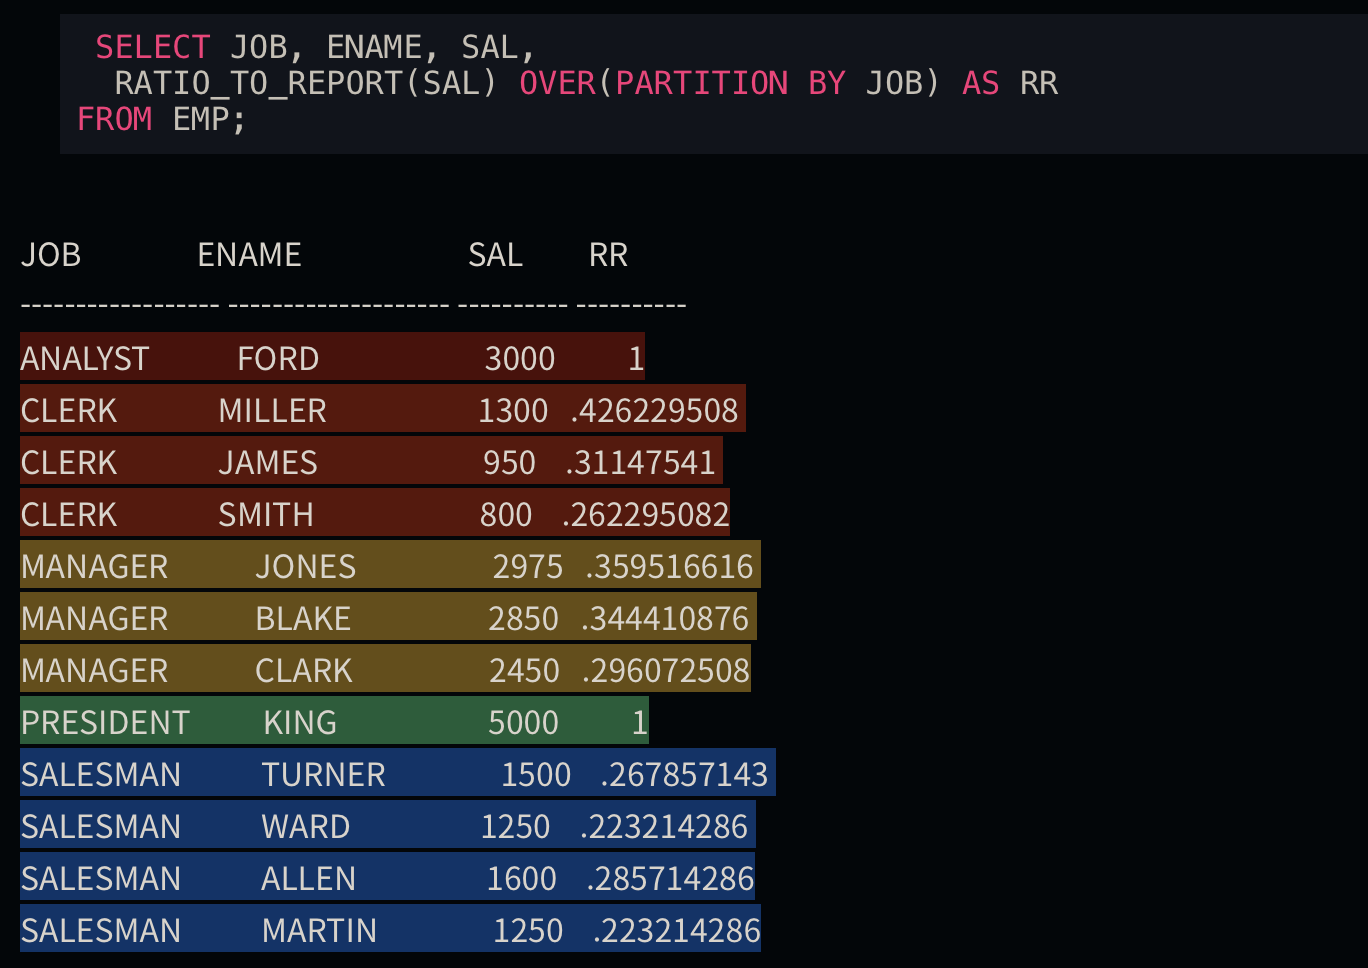 SELECT JOB, ENAME, SAL,
RATIO_TO_REPORT(SAL) OVER(PARTITION BY JOB) AS RR
FROM EMP;
JOB ENAME SAL RR
------------------ -------------------- ---------- ----------
ANALYST FORD 3000 1
CLERK MILLER 1300 .426229508
CLERK JAMES 950 .31147541
CLERK SMITH 800 .262295082
MANAGER JONES 2975 .359516616
MANAGER BLAKE 2850 .344410876
MANAGER CLARK 2450 .296072508
PRESIDENT KING 5000 1
SALESMAN TURNER 1500 .267857143
SALESMAN WARD 1250 .223214286
SALESMAN ALLEN 1600 .285714286
SALESMAN MARTIN 1250 .223214286